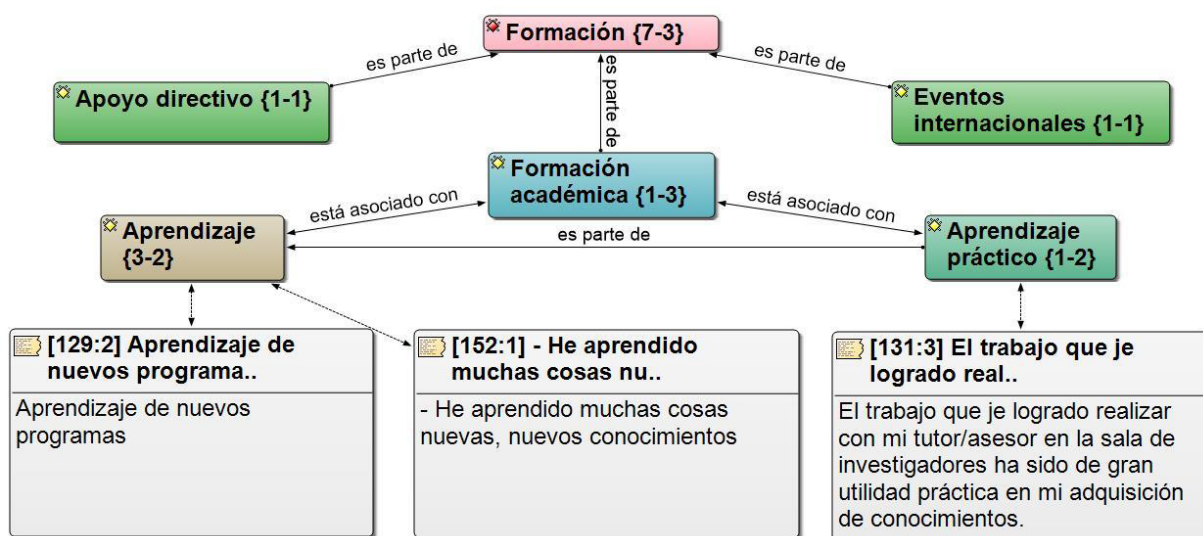 Formación {7-3}
es parte de
es parte de
es parte de
Apoyo directivo {1-1}
Eventos
internacionales {1-1}
Formación
académica {1-3}
está asociado con
está asociado con
Aprendizaje
{3-2}
es parte de
Aprendizaje
práctico {1-2}
[129:2] Aprendizaje de
nuevos programa..
Aprendizaje de nuevos
programas
[152:1] - He aprendido
muchas cosas nu..
- He aprendido muchas cosas
nuevas, nuevos conocimientos
[131:3] El trabajo que je
logrado real..
El trabajo que je logrado realizar
con mi tutor/asesor en la sala de
investigadores ha sido de gran
utilidad práctica en mi adquisición
de conocimientos.